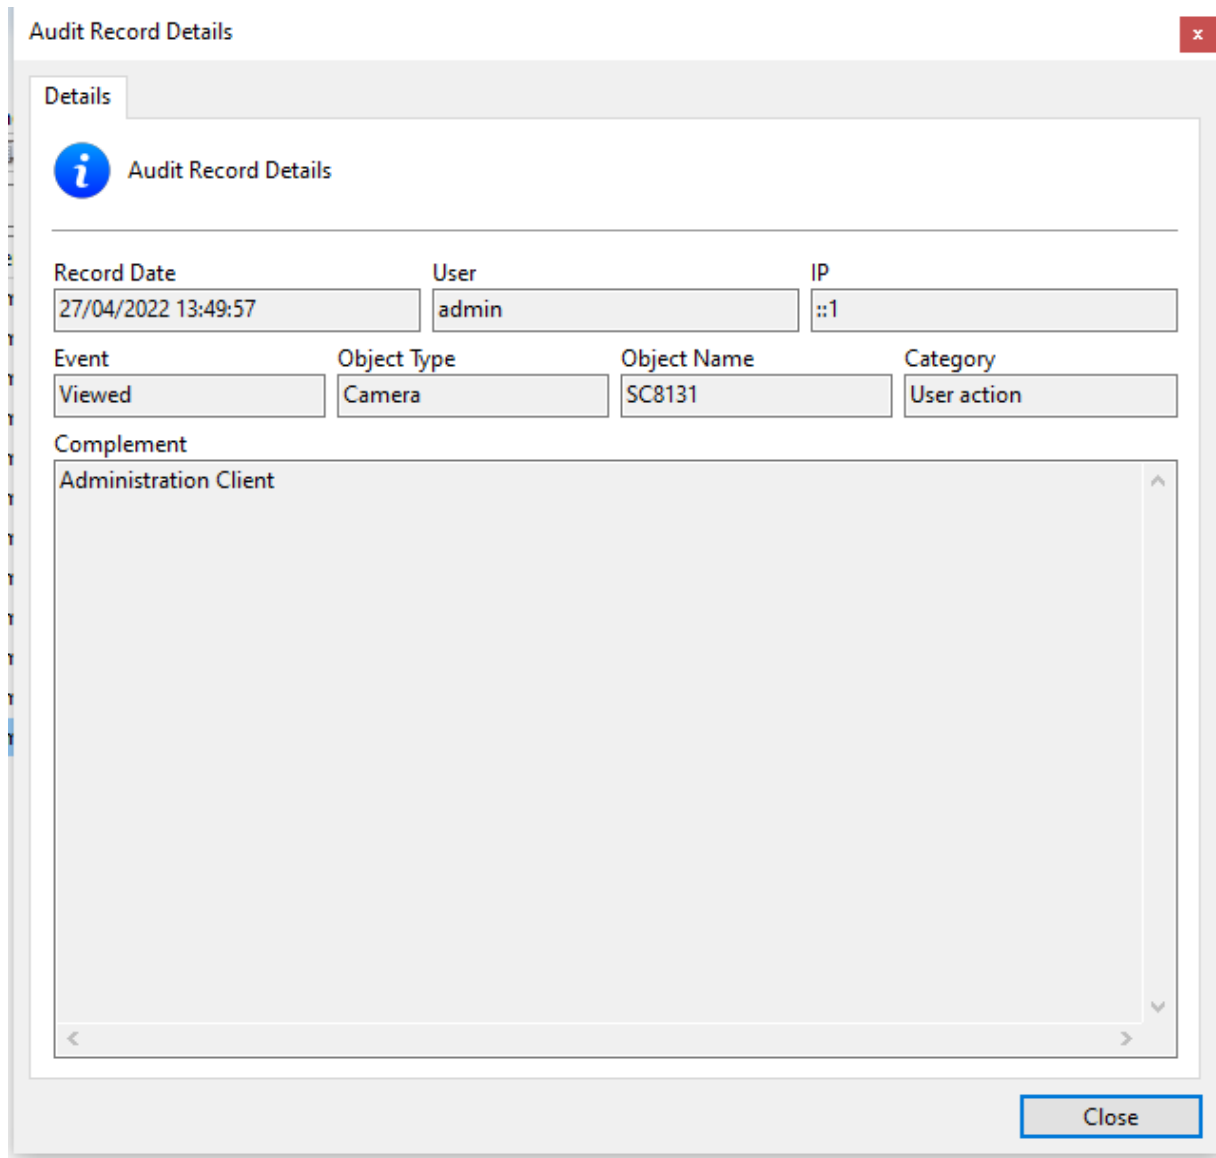 Audit Record Details
x
Details
i
Audit Record Details
Record Date User IP
27/04/2022 13:49:57 admin ::1
Event Object Type Object Name Category
Viewed Camera SC8131 User action
Complement
Administration Client
Close